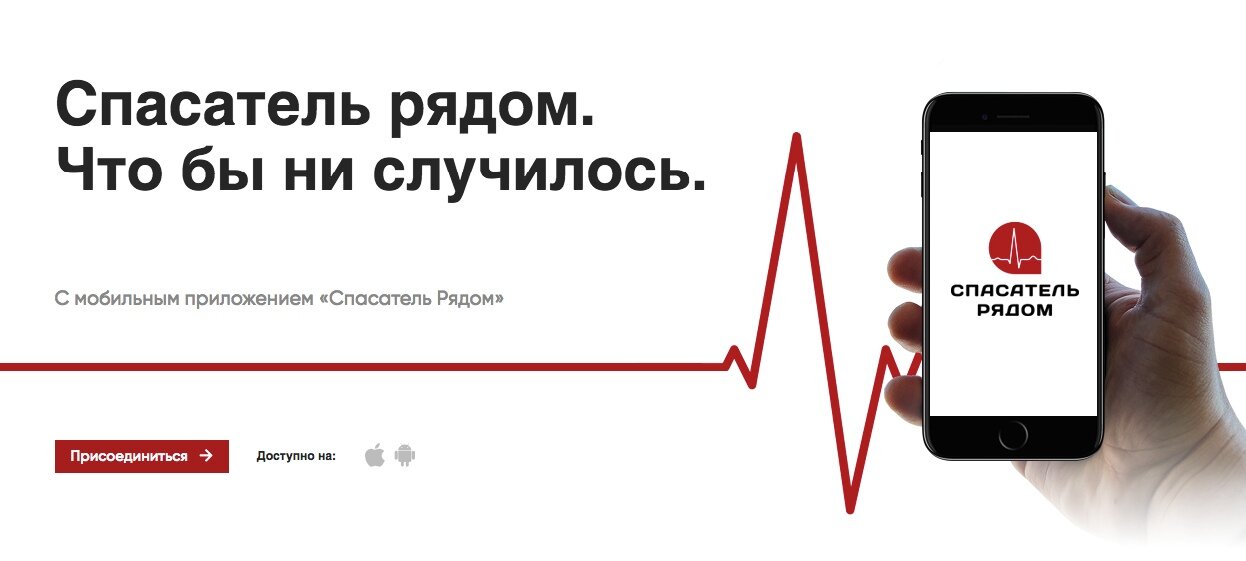 Спасатель рядом.
Что бы ни случилось.
С мобильным приложением «Спасатель Рядом»
Присоединиться →
Доступно на:
СПАСАТЕЛЬ
РЯДОМ